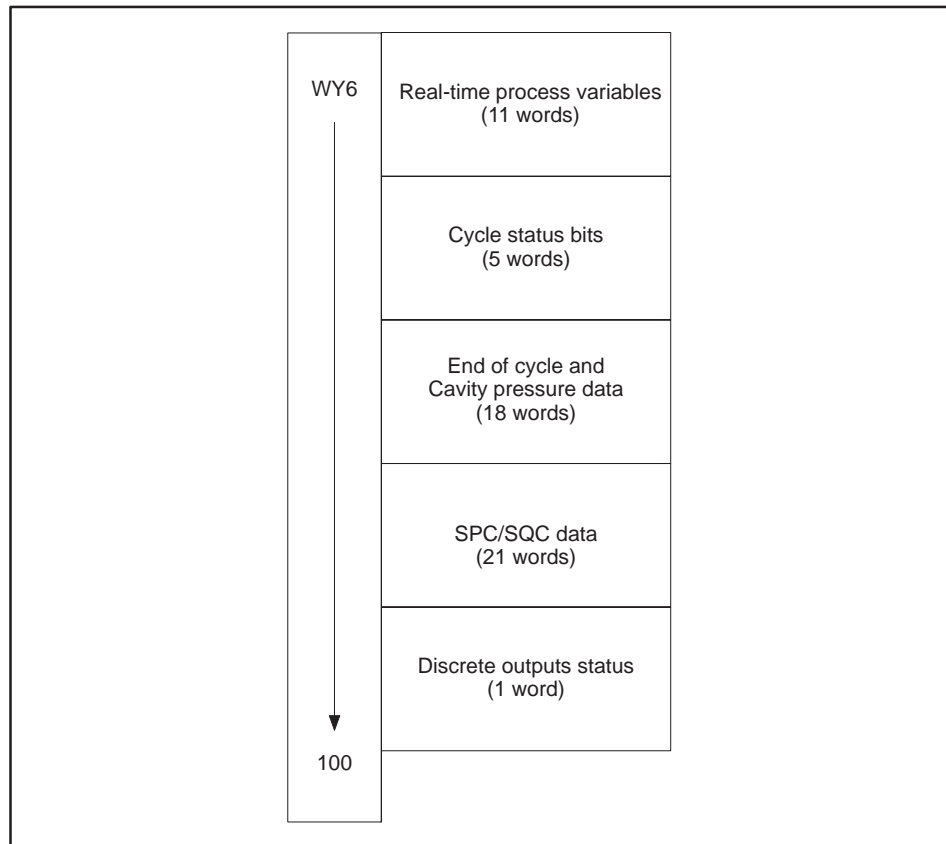 WY6
Real-time process variables
(11 words)
Cycle status bits
(5 words)
End of cycle and
Cavity pressure data
(18 words)
SPC/SQC data
(21 words)
Discrete outputs status
(1 word)
100